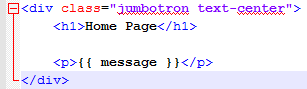 <div class="jumbotron text-center">
<h1>Home Page</h1>
<p>{{ message }}</p>
</div>